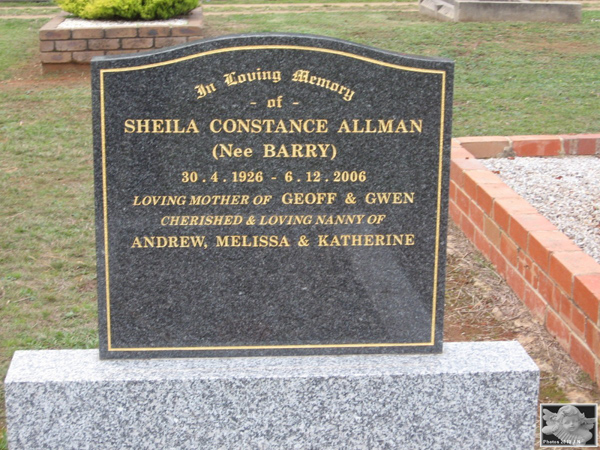 In Loving Memory
- of -
SHEILA CONSTANCE ALLMAN
(Nee BARRY)
30 . 4 . 1926 - 6 . 12 . 2006
LOVING MOTHER OF GEOFF & GWEN
CHERISHED & LOVING NANNY OF
ANDREW, MELISSA & KATHERINE